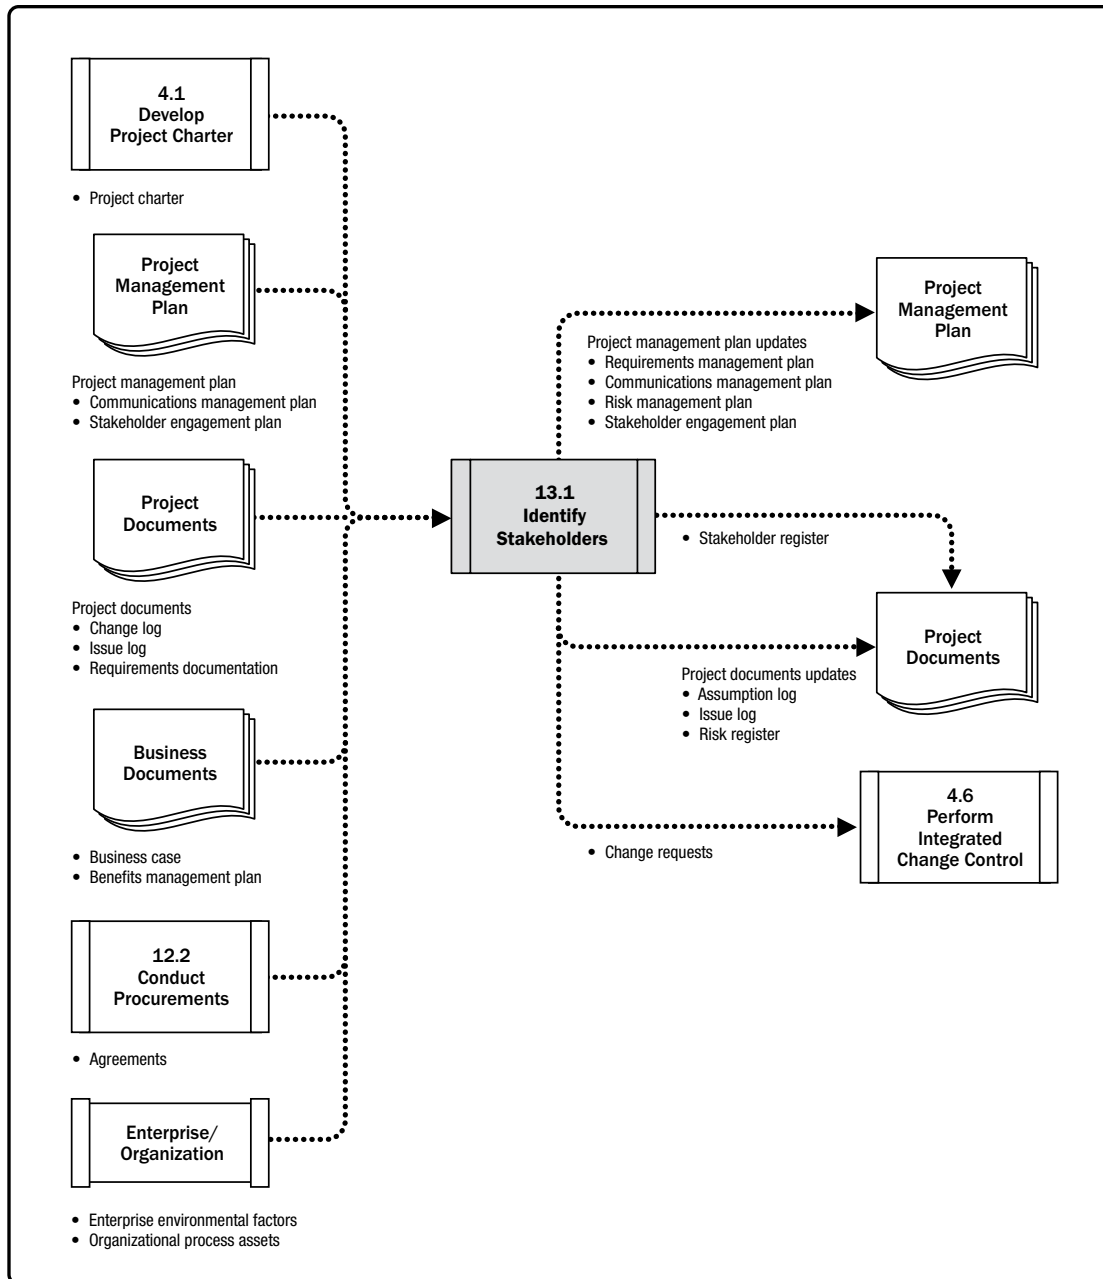 4.1
Develop
Project Charter
• Project charter
Project
Management
Plan
Project management plan
• Communications management plan
• Stakeholder engagement plan
Project
Documents
Project documents
• Change log
• Issue log
• Requirements documentation
Business
Documents
• Business case
• Benefits management plan
12.2
Conduct
Procurements
• Agreements
Enterprise/
Organization
• Enterprise environmental factors
• Organizational process assets
13.1
Identify
Stakeholders
Project management plan updates
• Requirements management plan
• Communications management plan
• Risk management plan
• Stakeholder engagement plan
Project
Management
Plan
• Stakeholder register
Project
Documents
Project documents updates
• Assumption log
• Issue log
• Risk register
• Change requests
4.6
Perform
Integrated
Change Control